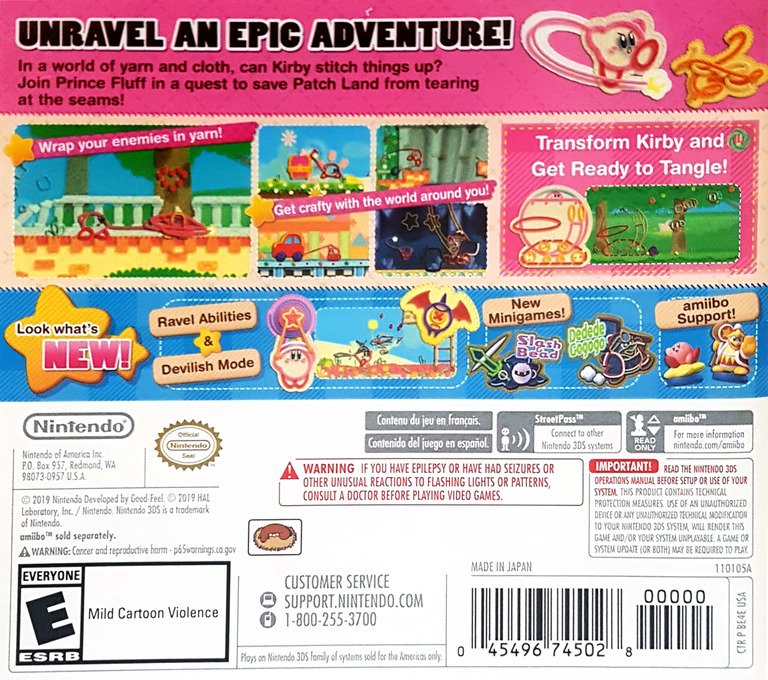 UNRAVEL AN EPIC ADVENTURE!
In a world of yarn and cloth, can Kirby stitch things up?
Join Prince Fluff in a quest to save Patch Land from tearing
at the seams!
Wrap your enemies in yarn!
Get crafty with the world around you!
Transform Kirby and
Get Ready to Tangle!
Look what's
NEW!
Ravel Abilities
&
Devilish Mode
New
Minigames!
Slash
Bead
Dedede
Gogogo
amiibo
Support!
Nintendo
Nintendo of America Inc.
P.O. Box 957, Redmond, WA
98073-0957 U.S.A.
Official
Nintendo
Seal
Contenu du jeu en français.
Contenido del juego en español.
StreetPass™
Connect to other
Nintendo 3DS systems
READ
ONLY
amiibo™
For more information
nintendo.com/amiibo
© 2019 Nintendo Developed by Good-Feel. © 2019 HAL
Laboratory, Inc. / Nintendo. Nintendo 3DS is a trademark
of Nintendo.
amiibo™ sold separately.
WARNING: Cancer and reproductive harm - p65warnings.ca.gov
WARNING IF YOU HAVE EPILEPSY OR HAVE HAD SEIZURES OR
OTHER UNUSUAL REACTIONS TO FLASHING LIGHTS OR PATTERNS,
CONSULT A DOCTOR BEFORE PLAYING VIDEO GAMES.
IMPORTANT! READ THE NINTENDO 3DS
OPERATIONS MANUAL BEFORE SETUP OR USE OF YOUR
SYSTEM. THIS PRODUCT CONTAINS TECHNICAL
PROTECTION MEASURES. USE OF AN UNAUTHORIZED
DEVICE OR ANY UNAUTHORIZED TECHNICAL MODIFICATION
TO YOUR NINTENDO 3DS SYSTEM, WILL RENDER THIS
GAME AND/OR YOUR SYSTEM UNPLAYABLE. A GAME OR
SYSTEM UPDATE (OR BOTH) MAY BE REQUIRED TO PLAY.
MADE IN JAPAN
110105A
EVERYONE
E
ESRB
Mild Cartoon Violence
CUSTOMER SERVICE
SUPPORT.NINTENDO.COM
1-800-255-3700
Plays on Nintendo 3DS family of systems sold for the Americas only.
00000
0 45496 74502 8
CTR P BE4E USA